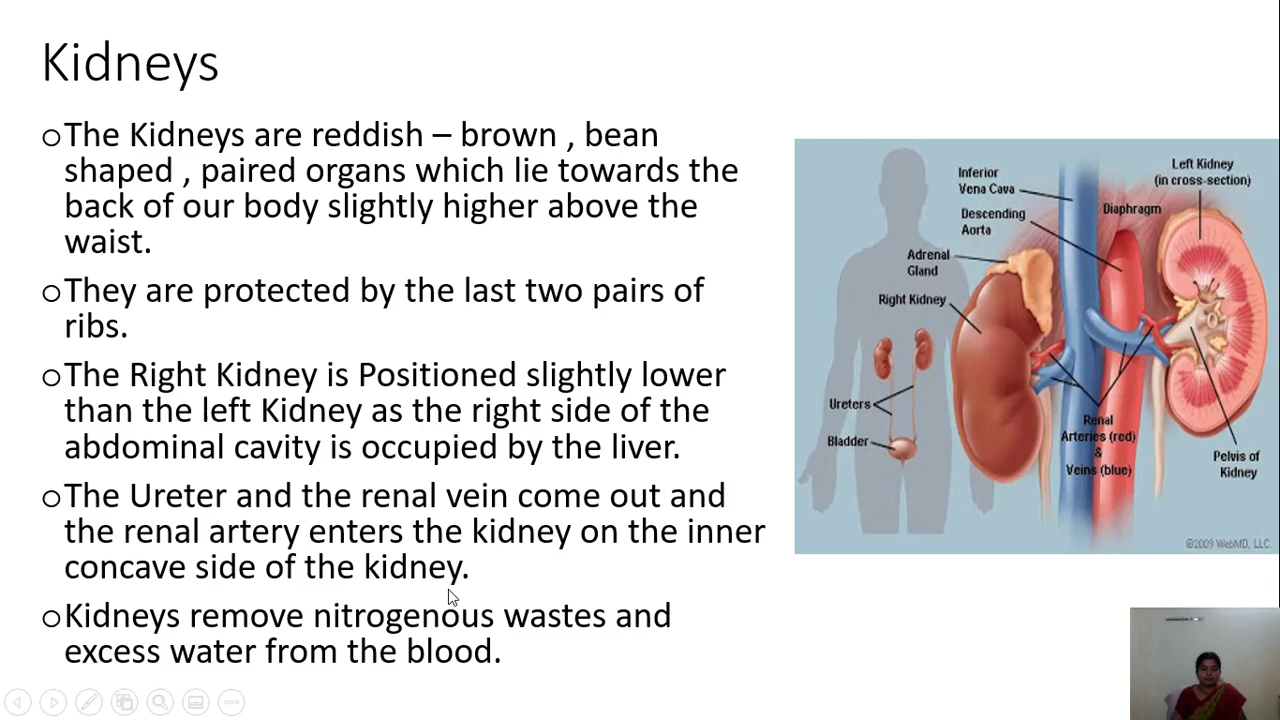 Kidneys
oThe Kidneys are reddish – brown , bean
shaped , paired organs which lie towards the
back of our body slightly higher above the
waist.
oThey are protected by the last two pairs of
ribs.
oThe Right Kidney is Positioned slightly lower
than the left Kidney as the right side of the
abdominal cavity is occupied by the liver.
oThe Ureter and the renal vein come out and
the renal artery enters the kidney on the inner
concave side of the kidney.
oKidneys remove nitrogenous wastes and
excess water from the blood.
Left Kidney
(in cross-section)
Inferior
Vena Cava
Diaphragm
Descending
Aorta
Adrenal
Gland
Right Kidney
Ureters
Bladder
Renal
Arteries (red)
&
Veins (blue)
Pelvis of
Kidney
©2009 WebMD, LLC.